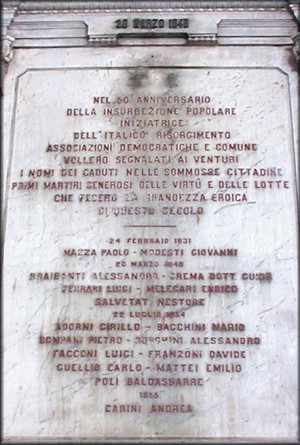 20 MARZO 1848
NEL 50 ANNIVERSARIO
DELLA INSURREZIONE POPOLARE
INIZIATRICE
DELL'ITALICO RISORGIMENTO
ASSOCIAZIONI DEMOCRATICHE E COMUNE
VOLLERO SEGNALATI AI VENTURI
I NOMI DEI CADUTI NELLE SOMMOSSE CITTADINE
PRIMI MARTIRI GENEROSI DELLE VIRTÙ E DELLE LOTTE
CHE FECERO LA GRANDEZZA EROICA
DI QUESTO SECOLO
24 FEBBRAIO 1831
MAZZA PAOLO - MODESTI GIOVANNI
20 MARZO 1848
BRAIBANTI ALESSANDRO - CREMA DOTT GUIDO
FERRARI LUIGI - MELEGARI ENRICO
SALVETAT NESTORE
22 LUGLIO 1854
ADORNI CIRILLO - BACCHINI MARIO
BOMPANI PIETRO - BORGHINI ALESSANDRO
FACCONI LUIGI - FRANZONI DAVIDE
GUELLIO CARLO - MATTEI EMILIO
POLI BALDASSARRE
1855
CARINI ANDREA